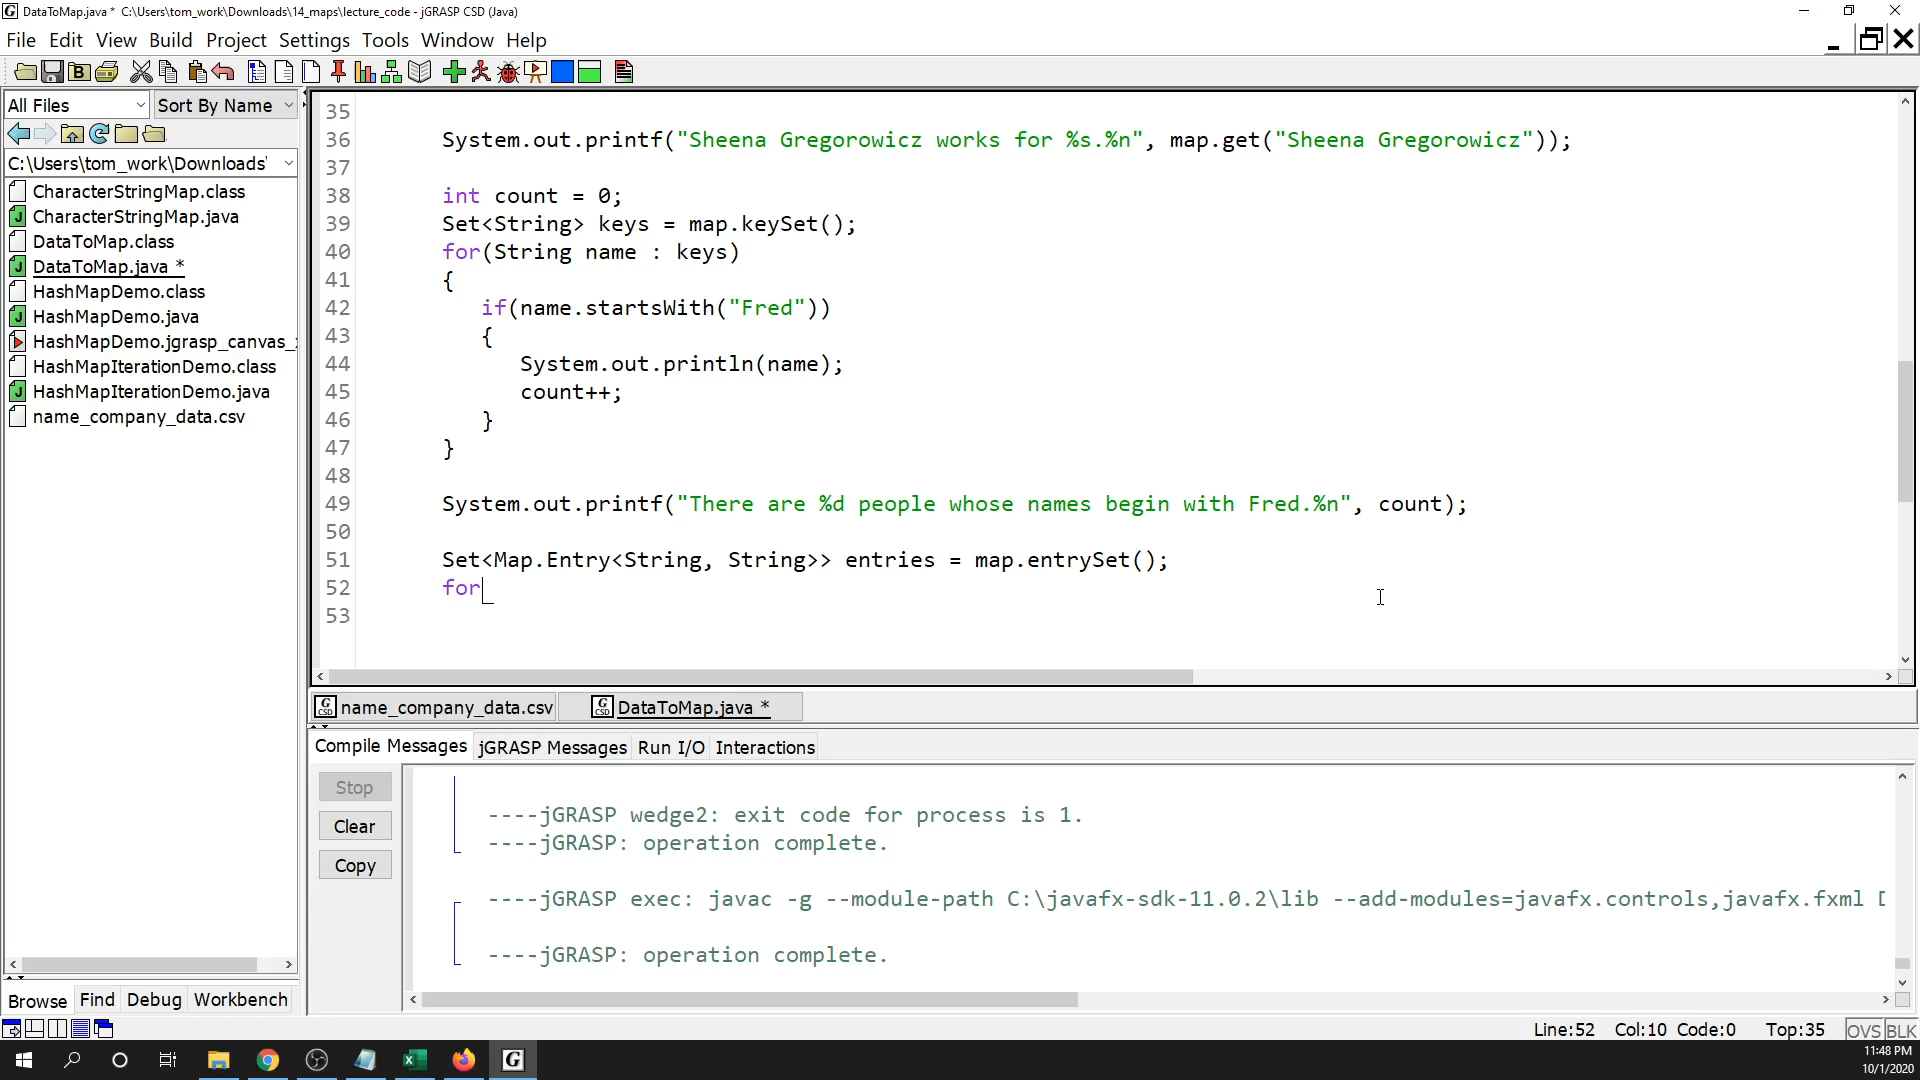 DataToMap.java * C:\Users\tom_work\Downloads\14_maps\lecture_code - jGRASP CSD (Java)
File Edit View Build Project Settings Tools Window Help
All Files Sort By Name
C:\Users\tom_work\Downloads'
CharacterStringMap.class
CharacterStringMap.java
DataToMap.class
DataToMap.java *
HashMapDemo.class
HashMapDemo.java
HashMapDemo.jgrasp_canvas_
HashMapIterationDemo.class
HashMapIterationDemo.java
name_company_data.csv
Browse Find Debug Workbench
35
36 System.out.printf("Sheena Gregorowicz works for %s.%n", map.get("Sheena Gregorowicz"));
37
38 int count = 0;
39 Set<String> keys = map.keySet();
40 for(String name : keys)
41 {
42 if(name.startsWith("Fred"))
43 {
44 System.out.println(name);
45 count++;
46 }
47 }
48
49 System.out.printf("There are %d people whose names begin with Fred.%n", count);
50
51 Set<Map.Entry<String, String>> entries = map.entrySet();
52 for
53
name_company_data.csv DataToMap.java *
Compile Messages jGRASP Messages Run I/O Interactions
Stop
Clear
Copy
----jGRASP wedge2: exit code for process is 1.
----jGRASP: operation complete.
----jGRASP exec: javac -g --module-path C:\javafx-sdk-11.0.2\lib --add-modules=javafx.controls,javafx.fxml D
----jGRASP: operation complete.
Line:52 Col:10 Code:0 Top:35 OVS BLK
11:48 PM
10/1/2020